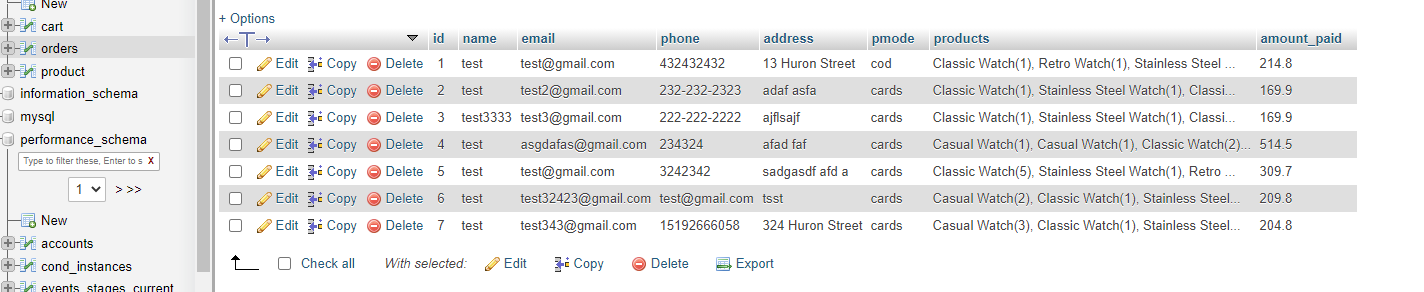 New
cart
orders
product
information_schema
mysql
performance_schema
Type to filter these, Enter to s X
1 > >>
New
accounts
cond_instances
events_stages_current
+ Options
←T→ id name email phone address pmode products amount_paid
Edit Copy Delete 1 test test@gmail.com 432432432 13 Huron Street cod Classic Watch(1), Retro Watch(1), Stainless Steel ... 214.8
Edit Copy Delete 2 test test2@gmail.com 232-232-2323 adaf asfa cards Classic Watch(1), Stainless Steel Watch(1), Classi... 169.9
Edit Copy Delete 3 test3333 test3@gmail.com 222-222-2222 ajflsajf cards Classic Watch(1), Stainless Steel Watch(1), Classi... 169.9
Edit Copy Delete 4 test asgdafas@gmail.com 234324 afad faf cards Casual Watch(1), Casual Watch(1), Classic Watch(2)... 514.5
Edit Copy Delete 5 test test@gmail.com 3242342 sadgasdf afd a cards Classic Watch(5), Stainless Steel Watch(1), Retro ... 309.7
Edit Copy Delete 6 test test32423@gmail.com test@gmail.com tsst cards Casual Watch(2), Classic Watch(1), Stainless Steel... 209.8
Edit Copy Delete 7 test test343@gmail.com 15192666058 324 Huron Street cards Casual Watch(3), Classic Watch(1), Stainless Steel... 204.8
Check all With selected: Edit Copy Delete Export